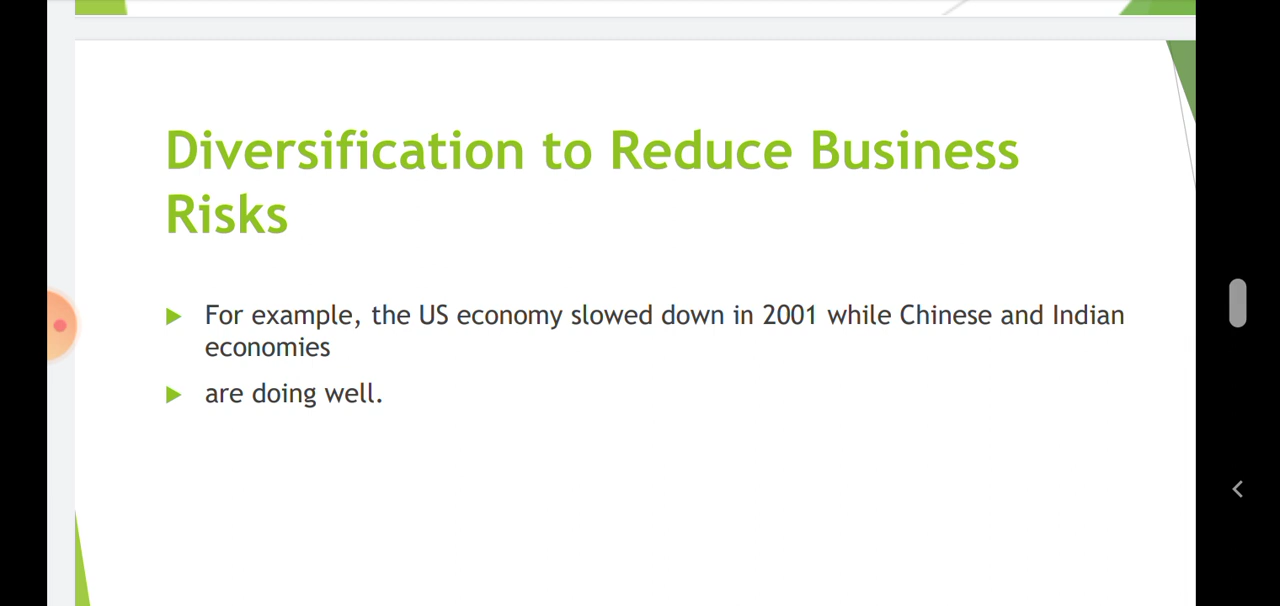 Diversification to Reduce Business
Risks
For example, the US economy slowed down in 2001 while Chinese and Indian
economies
are doing well.